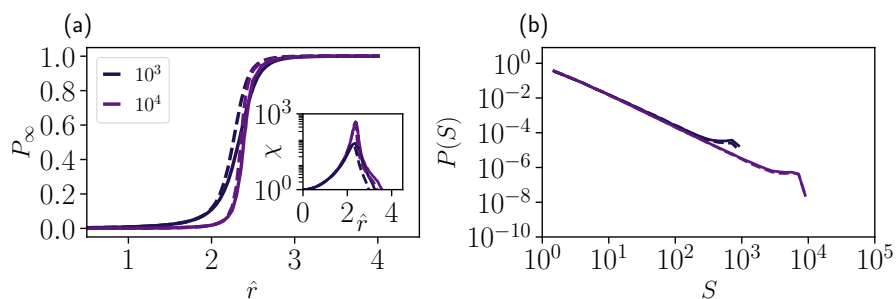 (a)
1.0
0.8
0.6
0.4
0.2
0.0
P∞
10³
10⁴
10³
10⁰
χ
0 2 4
r̂
1 2 3 4
r̂
(b)
10⁰
10⁻²
10⁻⁴
10⁻⁶
10⁻⁸
10⁻¹⁰
P(S)
10⁰ 10¹ 10² 10³ 10⁴ 10⁵
S